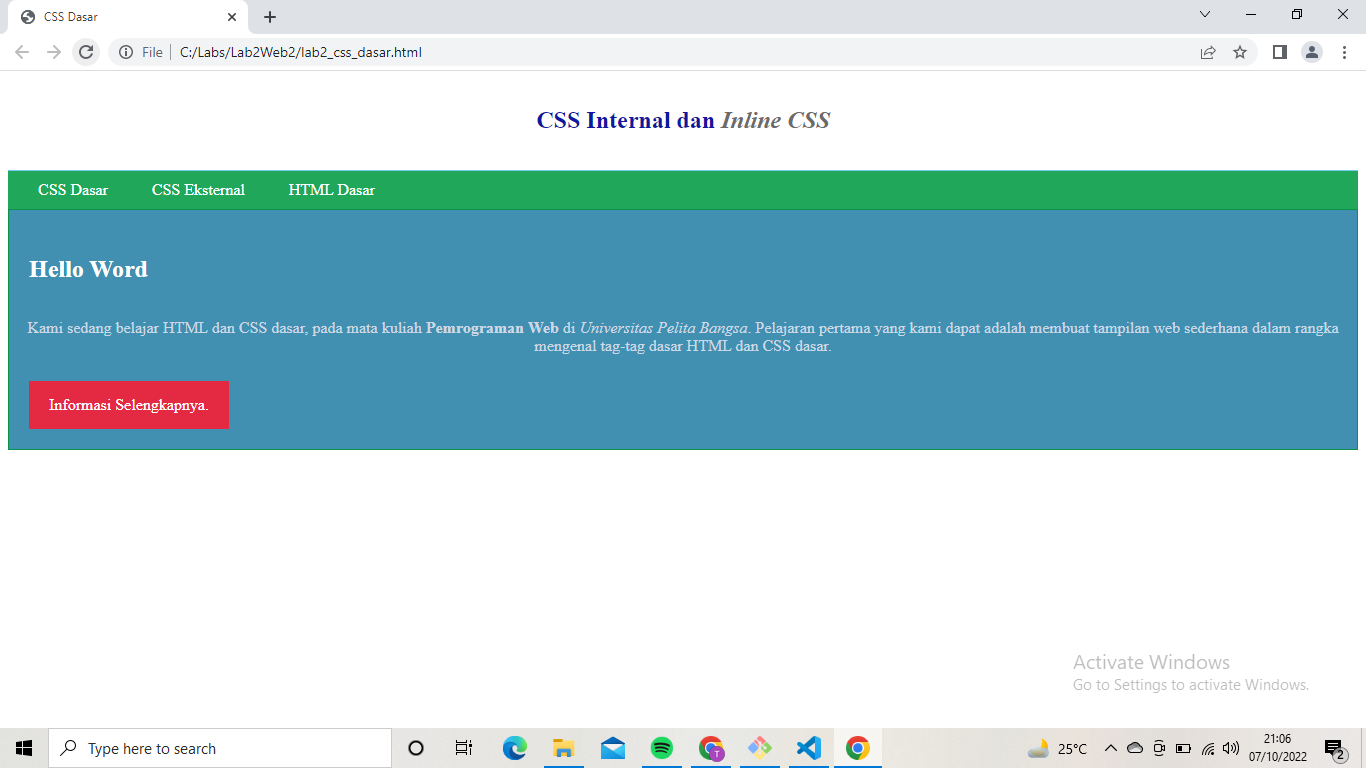 CSS Dasar
File
C:/Labs/Lab2Web2/lab2_css_dasar.html
CSS Internal dan Inline CSS
CSS Dasar CSS Eksternal HTML Dasar
Hello Word
Kami sedang belajar HTML dan CSS dasar, pada mata kuliah Pemrograman Web di Universitas Pelita Bangsa. Pelajaran pertama yang kami dapat adalah membuat tampilan web sederhana dalam rangka
mengenal tag-tag dasar HTML dan CSS dasar.
Informasi Selengkapnya.
Activate Windows
Go to Settings to activate Windows.
Type here to search
T
25°C
21:06
07/10/2022
2